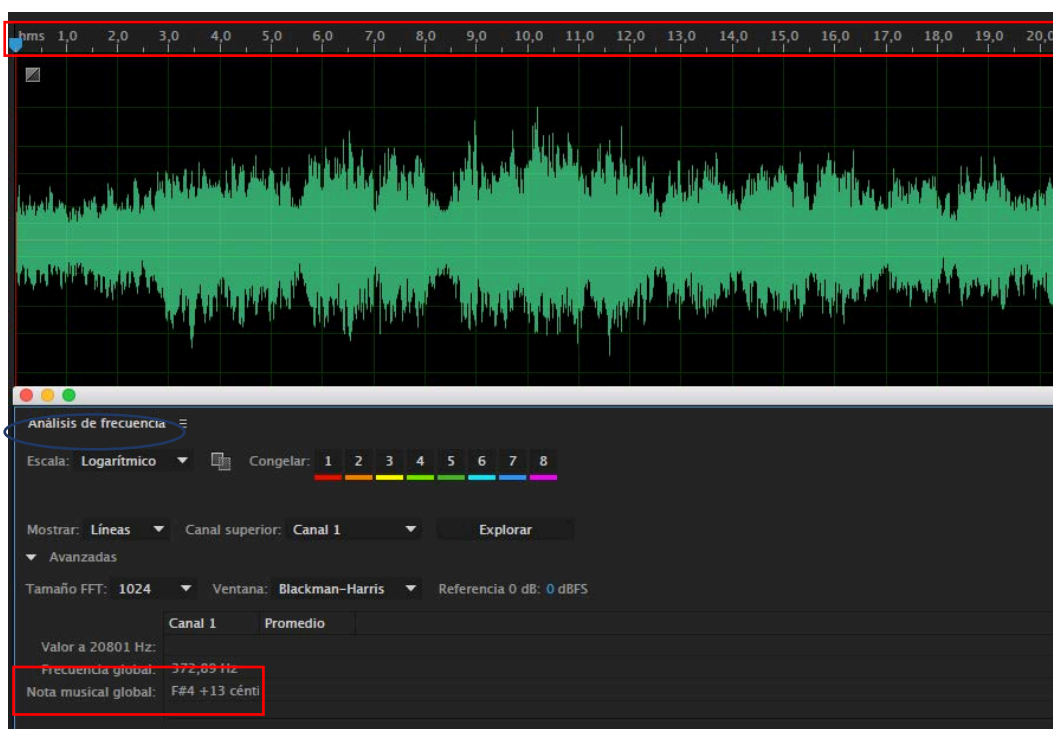 hms 1,0 2,0 3,0 4,0 5,0 6,0 7,0 8,0 9,0 10,0 11,0 12,0 13,0 14,0 15,0 16,0 17,0 18,0 19,0 20,0
Análisis de frecuencia
Escala: Logarítmico Congelar: 1 2 3 4 5 6 7 8
Mostrar: Líneas Canal superior: Canal 1 Explorar
Avanzadas
Tamaño FFT: 1024 Ventana: Blackman-Harris Referencia 0 dB: 0 dBFS
Canal 1 Promedio
Valor a 20801 Hz:
Frecuencia global: 372,89 Hz
Nota musical global: F#4 +13 cénti